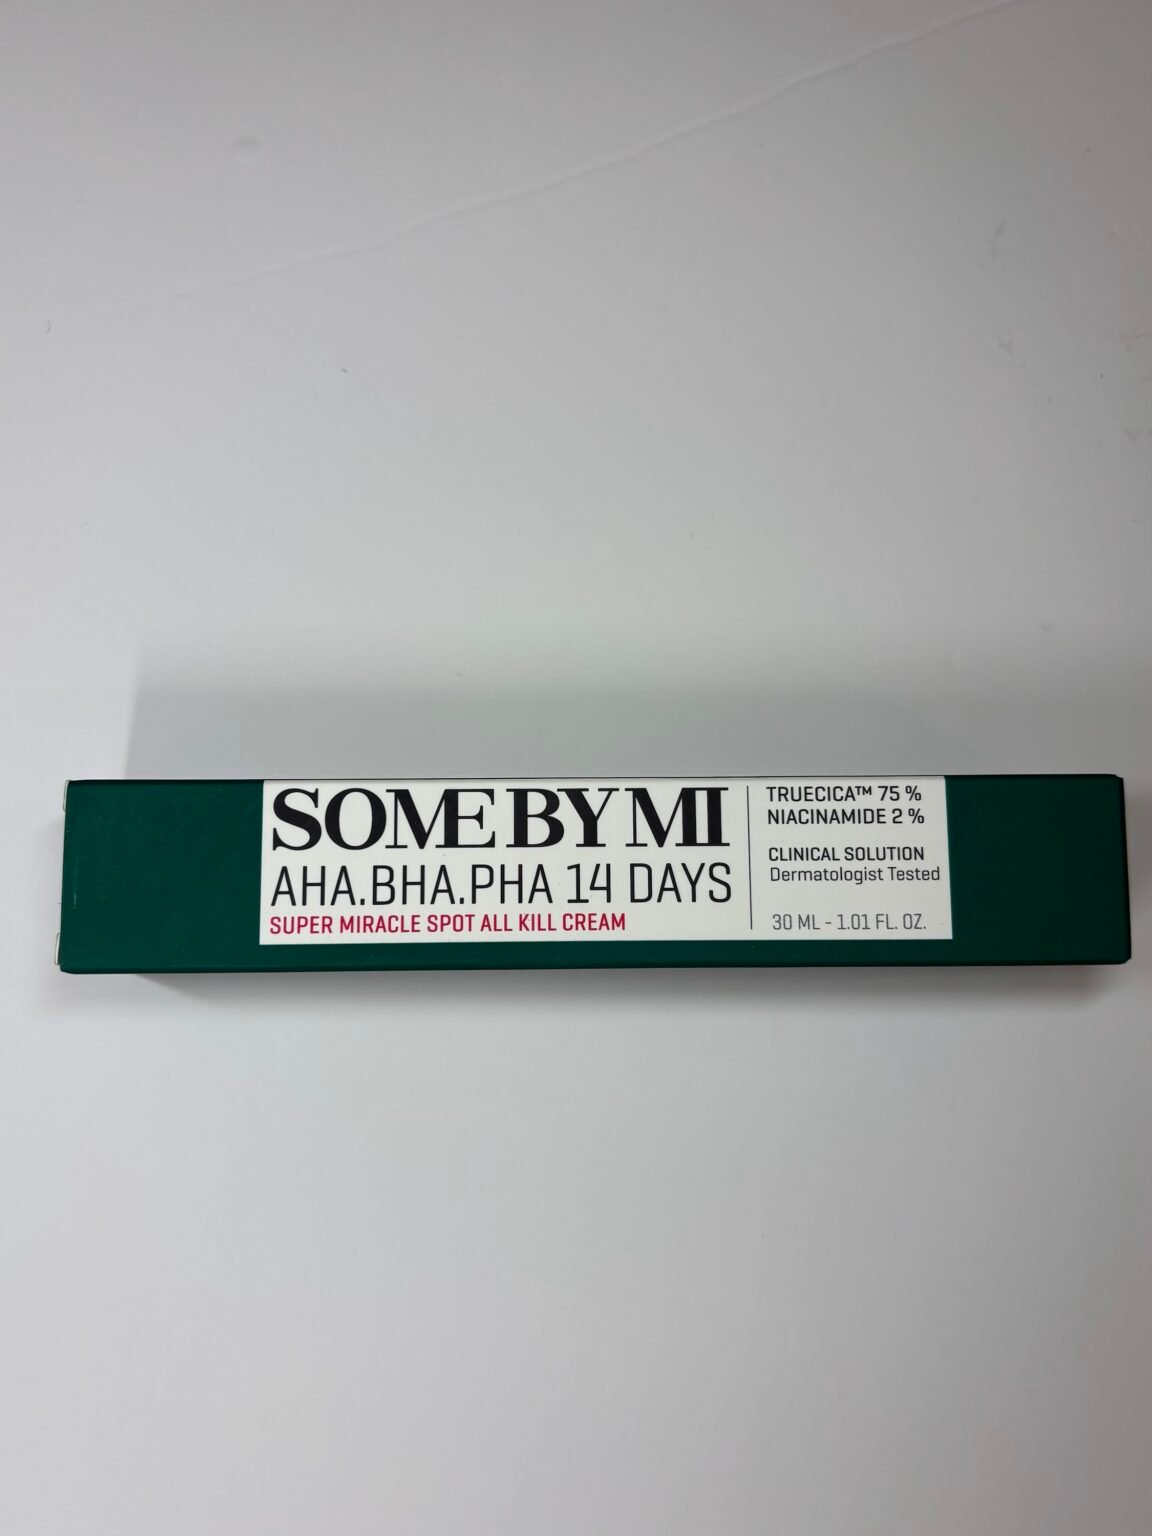 SOME BY MI
AHA.BHA.PHA 14 DAYS
SUPER MIRACLE SPOT ALL KILL CREAM
TRUECICA™ 75 %
NIACINAMIDE 2 %
CLINICAL SOLUTION
Dermatologist Tested
30 ML - 1.01 FL. OZ.